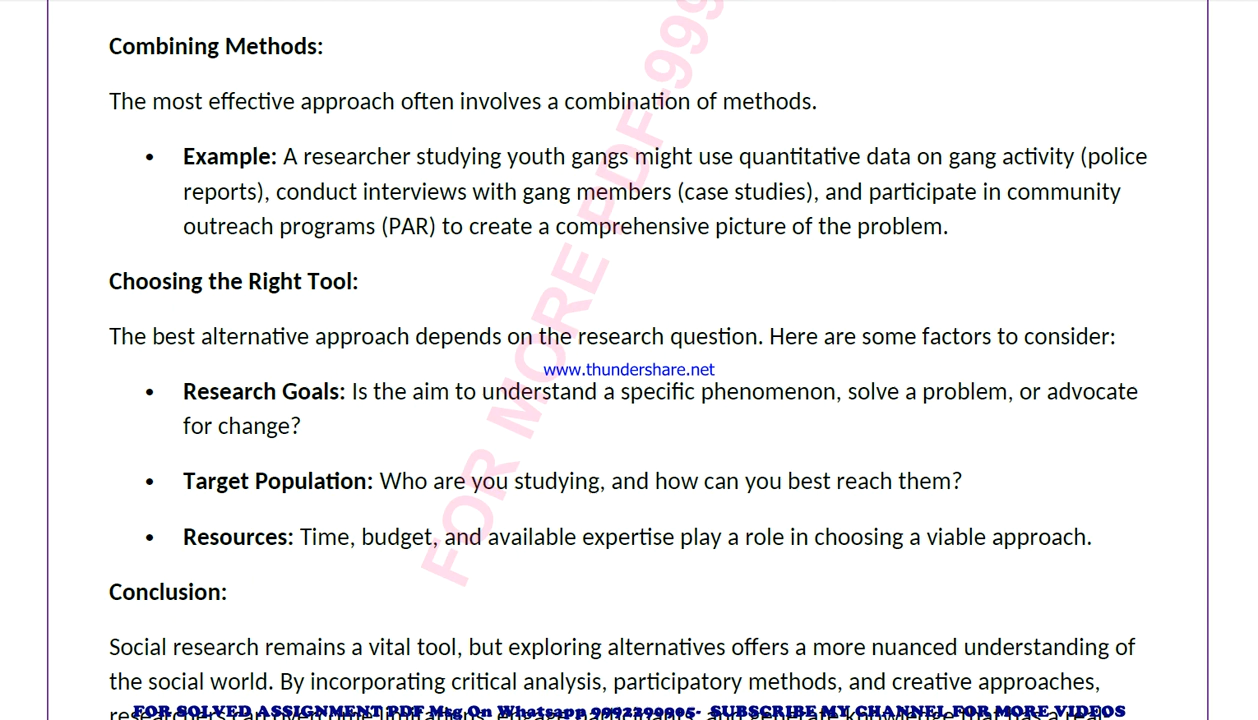 Combining Methods:
The most effective approach often involves a combination of methods.
• Example: A researcher studying youth gangs might use quantitative data on gang activity (police
reports), conduct interviews with gang members (case studies), and participate in community
outreach programs (PAR) to create a comprehensive picture of the problem.
Choosing the Right Tool:
The best alternative approach depends on the research question. Here are some factors to consider:
www.thundershare.net
• Research Goals: Is the aim to understand a specific phenomenon, solve a problem, or advocate
for change?
• Target Population: Who are you studying, and how can you best reach them?
• Resources: Time, budget, and available expertise play a role in choosing a viable approach.
Conclusion:
Social research remains a vital tool, but exploring alternatives offers a more nuanced understanding of
the social world. By incorporating critical analysis, participatory methods, and creative approaches,
FOR SOLVED ASSIGNMENT PDF Msg On Whatsapp 9992299805- SUBSCRIBE MY CHANNEL FOR MORE VIDEOS
FOR MORE PDF-999